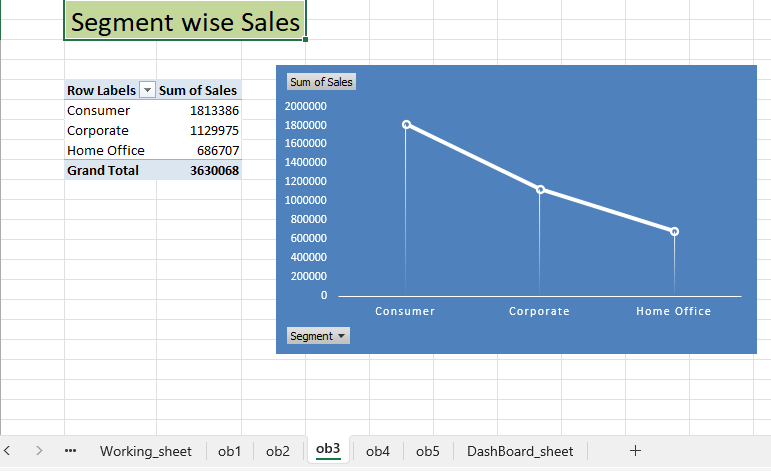 Segment wise Sales
Row Labels Sum of Sales
Consumer 1813386
Corporate 1129975
Home Office 686707
Grand Total 3630068
Sum of Sales
2000000
1800000
1600000
1400000
1200000
1000000
800000
600000
400000
200000
0
Consumer Corporate Home Office
Segment
Working_sheet ob1 ob2 ob3 ob4 ob5 DashBoard_sheet